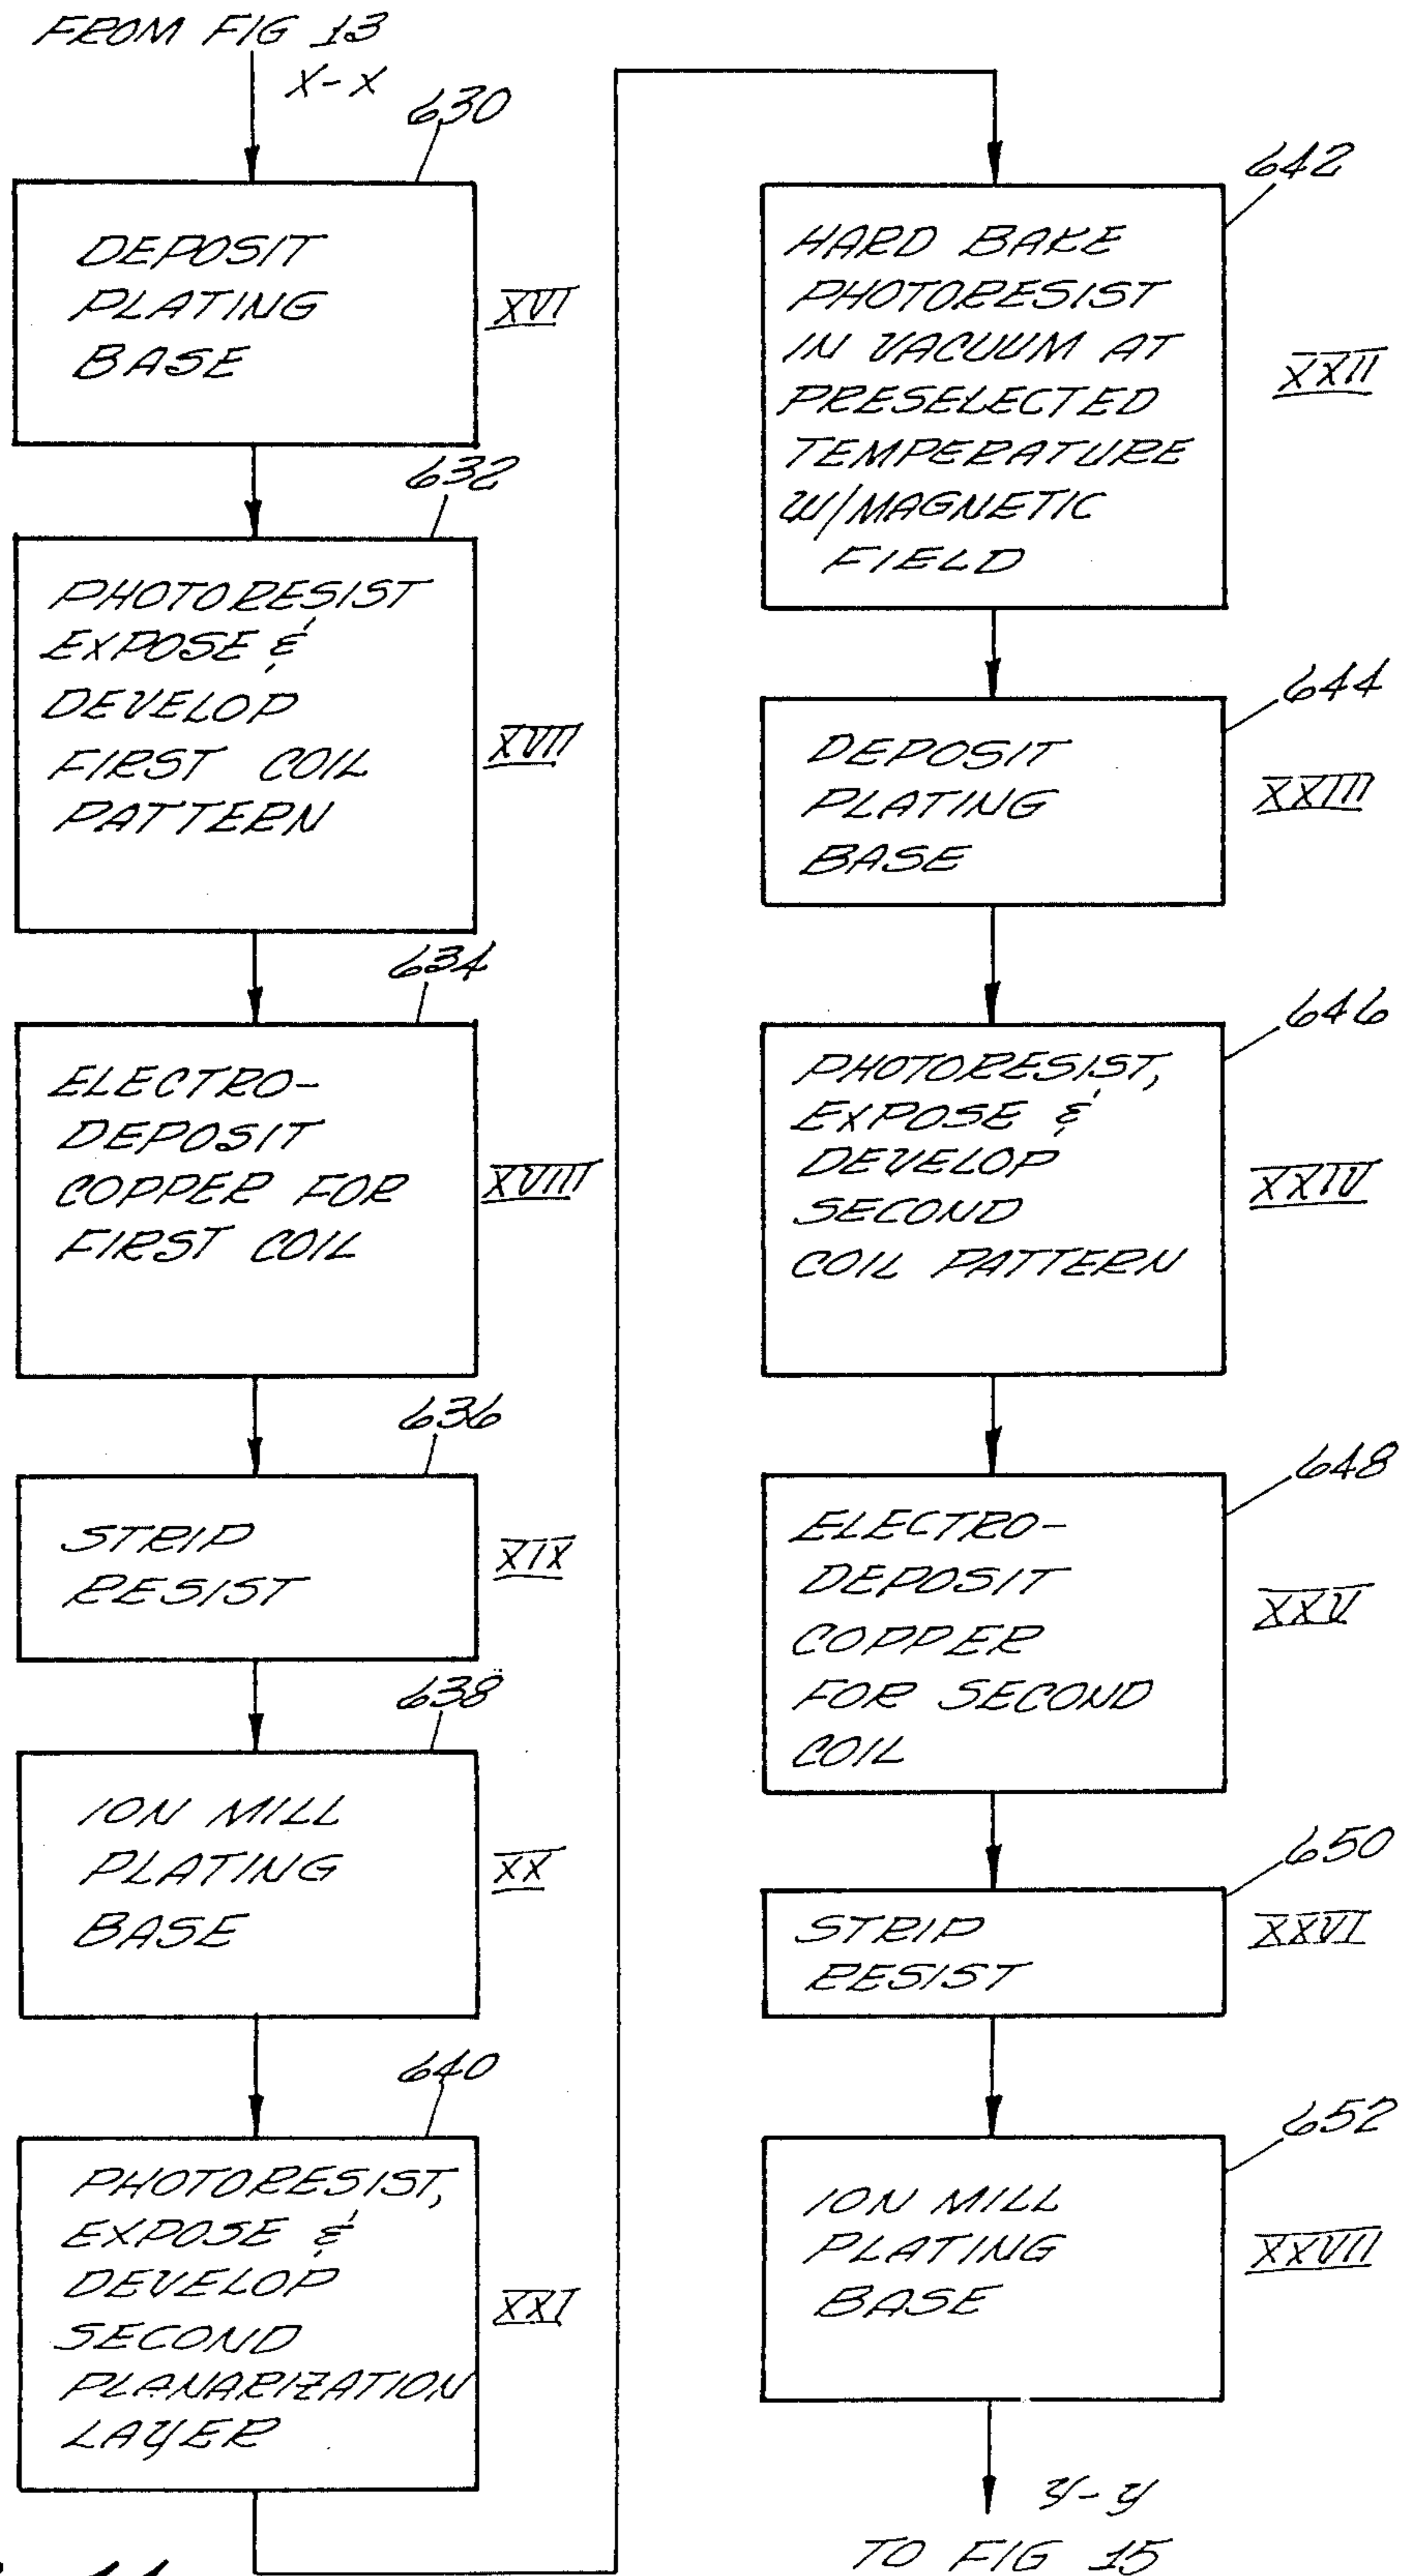 FROM FIG 13
X-X
630
DEPOSIT
PLATING
BASE
XVI
632
PHOTORESIST
EXPOSE &
DEVELOP
FIRST COIL
PATTERN
XVII
634
ELECTRO-
DEPOSIT
COPPER FOR
FIRST COIL
XVIII
636
STRIP
RESIST
XIX
638
ION MILL
PLATING
BASE
XX
640
PHOTORESIST,
EXPOSE &
DEVELOP
SECOND
PLANARIZATION
LAYER
XXI
642
HARD BAKE
PHOTORESIST
IN VACUUM AT
PRESELECTED
TEMPERATURE
W/MAGNETIC
FIELD
XXII
644
DEPOSIT
PLATING
BASE
XXIII
646
PHOTORESIST,
EXPOSE &
DEVELOP
SECOND
COIL PATTERN
XXIV
648
ELECTRO-
DEPOSIT
COPPER
FOR SECOND
COIL
XXV
650
STRIP
RESIST
XXVI
652
ION MILL
PLATING
BASE
XXVII
Y-Y
TO FIG 15